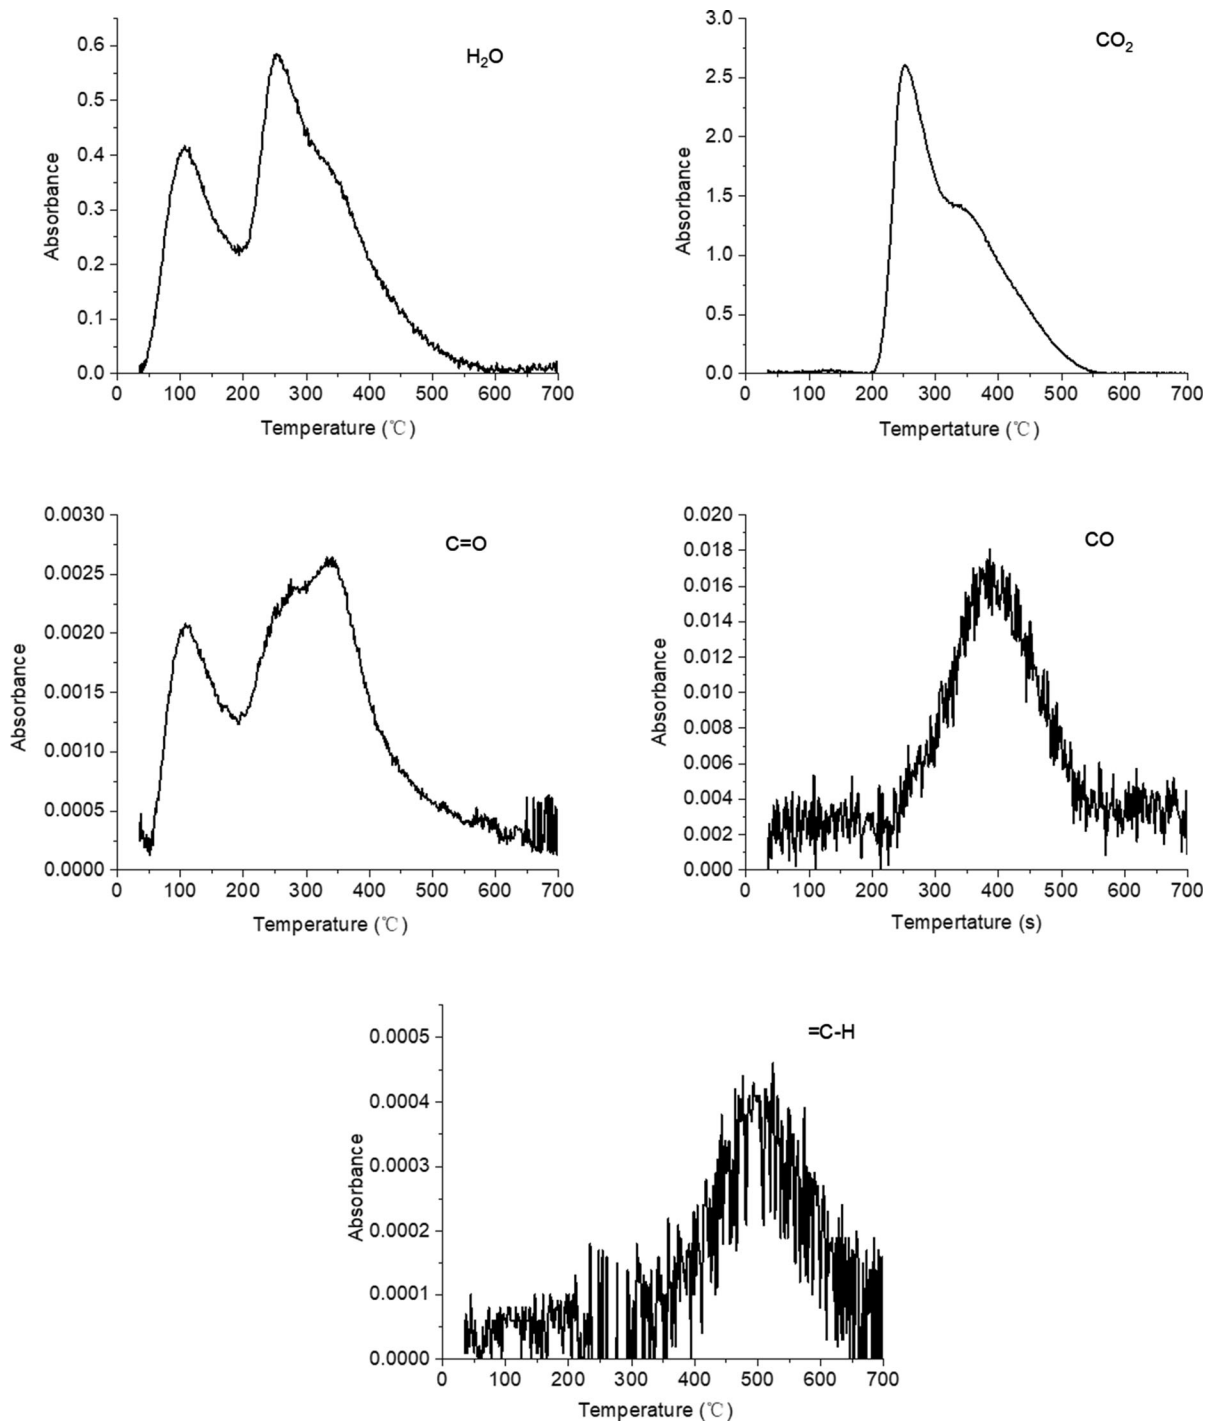 H₂O
0.6
0.5
0.4
0.3
0.2
0.1
0.0
Absorbance
0 100 200 300 400 500 600 700
Temperature (℃)
CO₂
3.0
2.5
2.0
1.5
1.0
0.5
0.0
Absorbance
0 100 200 300 400 500 600 700
Tempertature (℃)
C=O
0.0030
0.0025
0.0020
0.0015
0.0010
0.0005
0.0000
Absorbance
0 100 200 300 400 500 600 700
Temperature (℃)
CO
0.020
0.018
0.016
0.014
0.012
0.010
0.008
0.006
0.004
0.002
0.000
Absorbance
0 100 200 300 400 500 600 700
Tempertature (s)
=C-H
0.0005
0.0004
0.0003
0.0002
0.0001
0.0000
Absorbance
0 100 200 300 400 500 600 700
Temperature (℃)